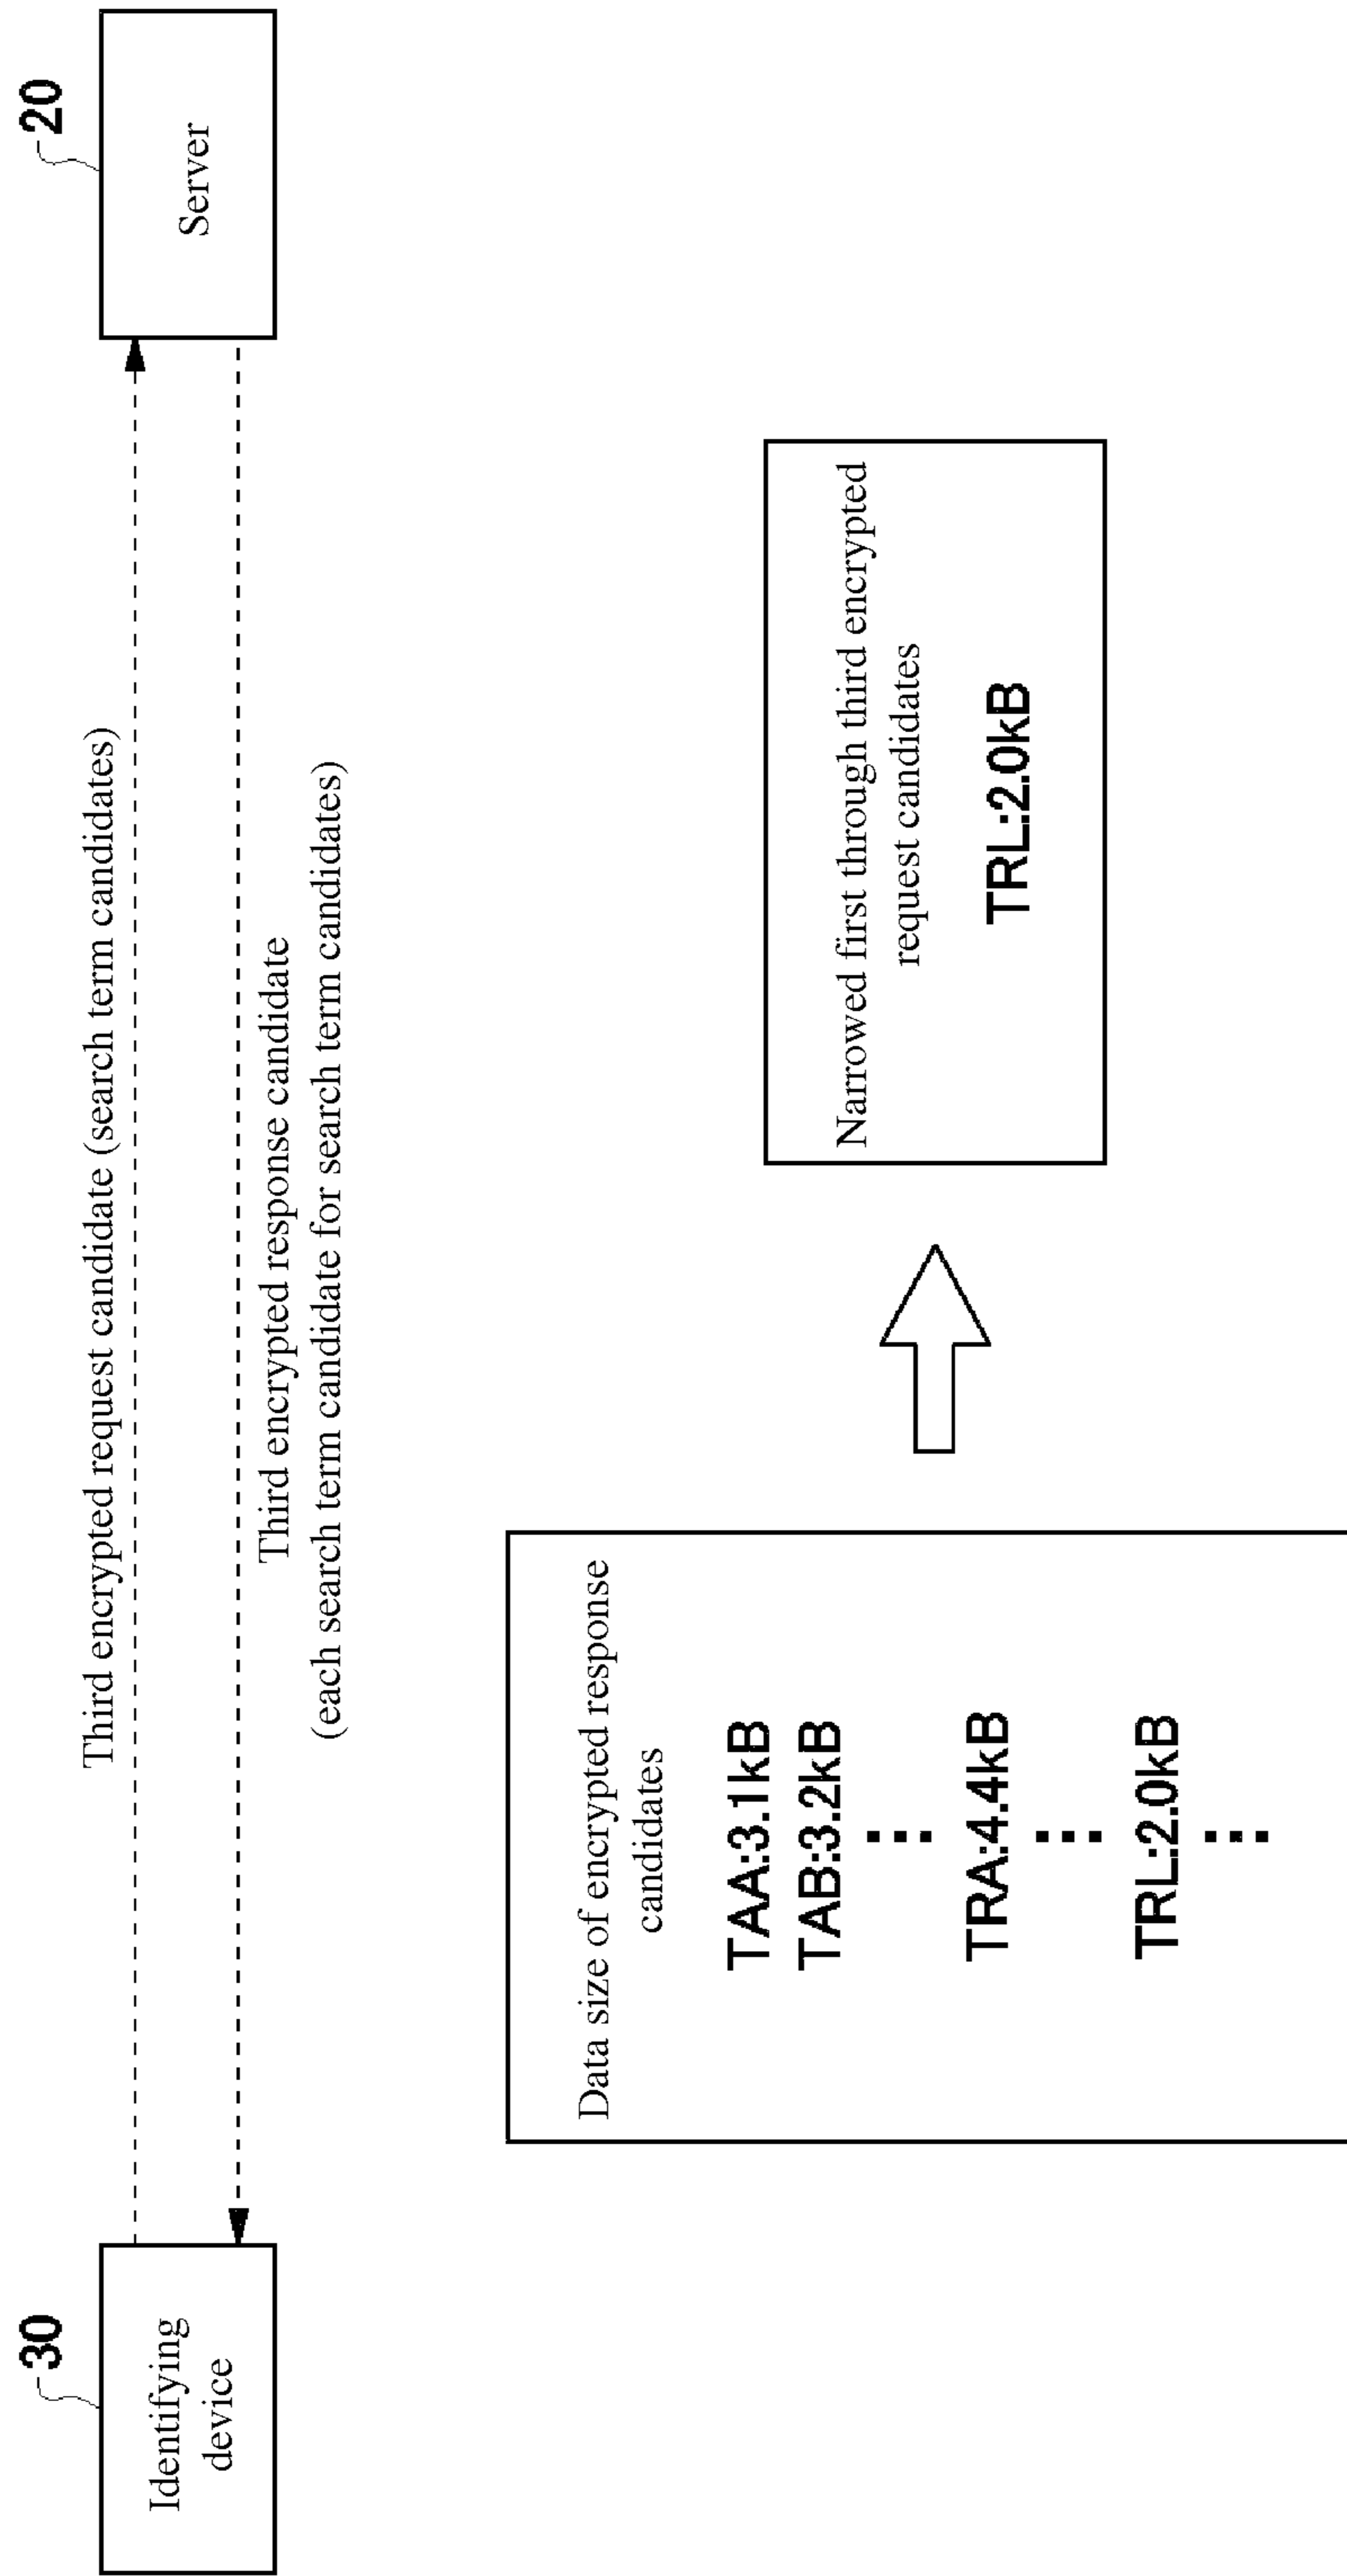 30
Identifying
device
Third encrypted request candidate (search term candidates)
20
Server
Third encrypted response candidate
(each search term candidate for search term candidates)
Data size of encrypted response
candidates
TAA:3.1kB
TAB:3.2kB
...
TRA:4.4kB
...
TRL:2.0kB
...
Narrowed first through third encrypted
request candidates
TRL:2.0kB